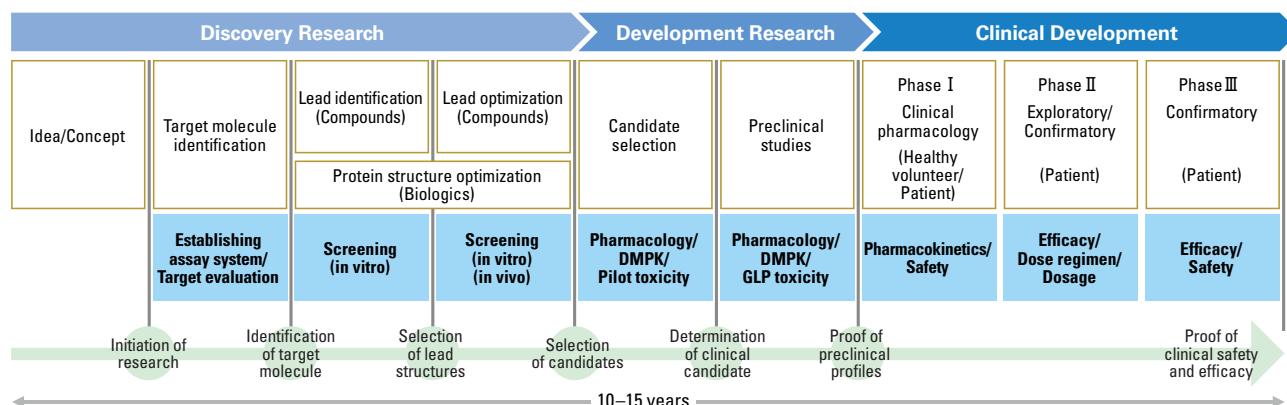 Discovery Research
Development Research
Clinical Development
Idea/Concept
Target molecule
identification
Lead identification
(Compounds)
Lead optimization
(Compounds)
Protein structure optimization
(Biologics)
Candidate
selection
Preclinical
studies
Phase Ⅰ
Clinical
pharmacology
(Healthy
volunteer/
Patient)
Phase Ⅱ
Exploratory/
Confirmatory
(Patient)
Phase Ⅲ
Confirmatory
(Patient)
Establishing
assay system/
Target evaluation
Screening
(in vitro)
Screening
(in vitro)
(in vivo)
Pharmacology/
DMPK/
Pilot toxicity
Pharmacology/
DMPK/
GLP toxicity
Pharmacokinetics/
Safety
Efficacy/
Dose regimen/
Dosage
Efficacy/
Safety
Initiation of
research
Identification
of target
molecule
Selection
of lead
structures
Selection
of candidates
Determination
of clinical
candidate
Proof of
preclinical
profiles
Proof of
clinical safety
and efficacy
10–15 years